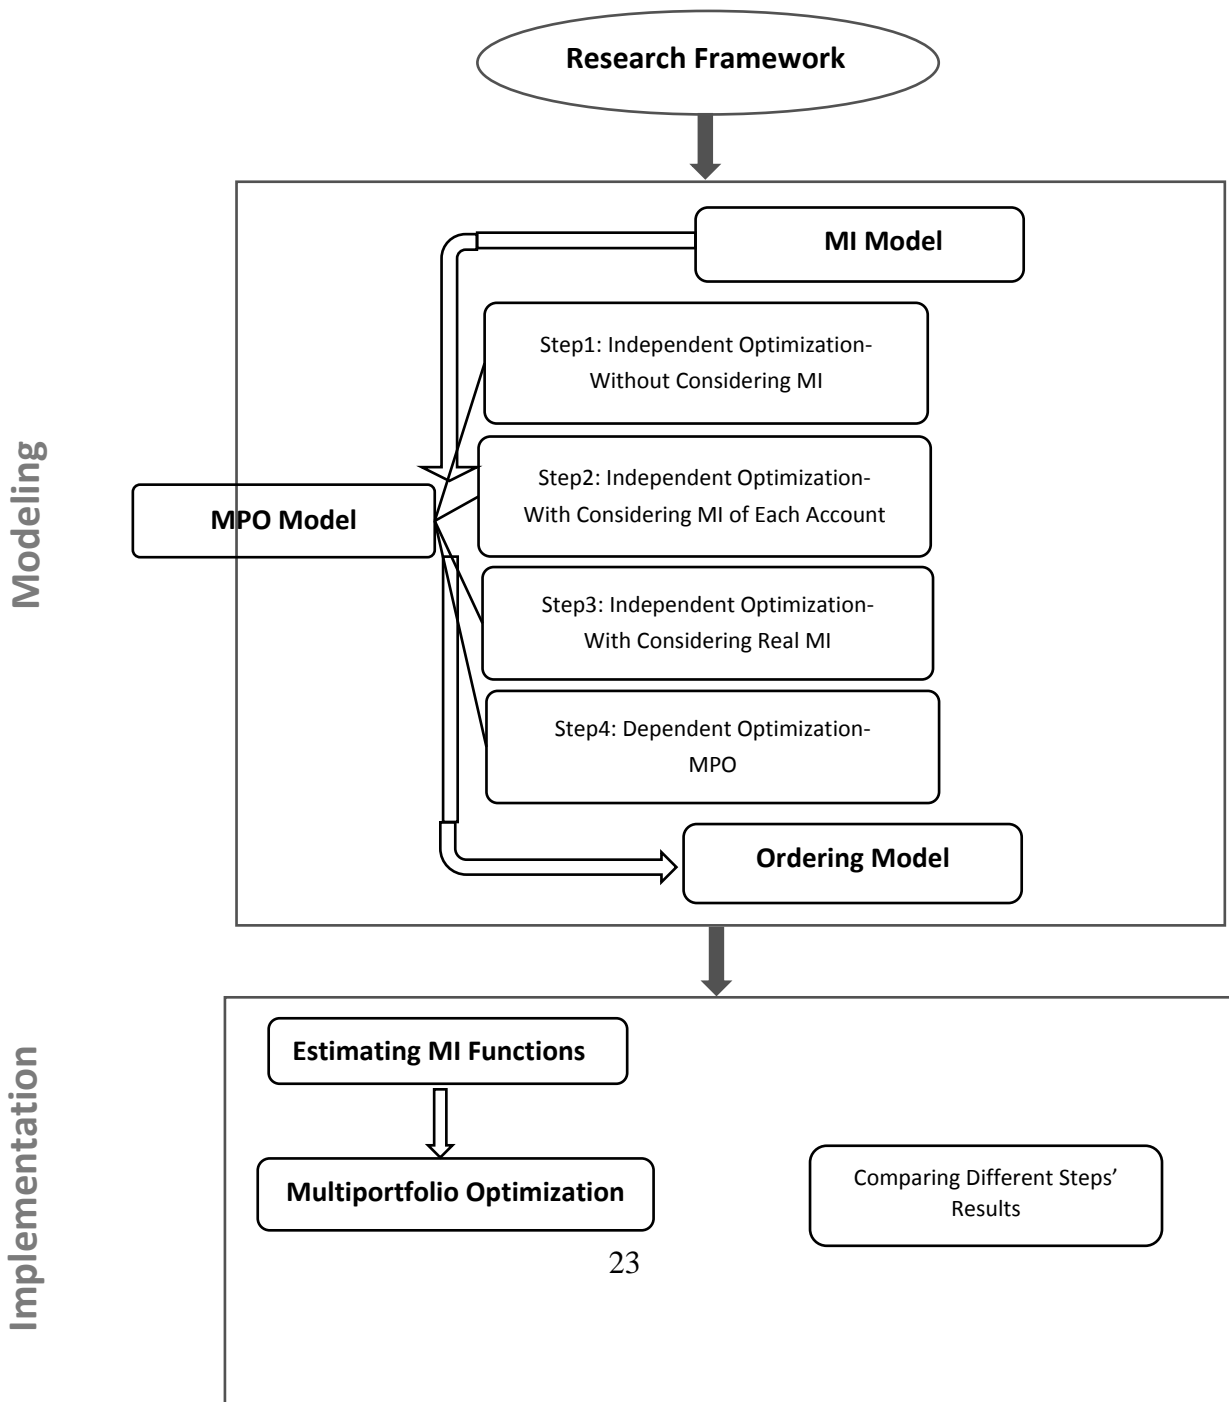 Research Framework
Modeling
MI Model
Step1: Independent Optimization-
Without Considering MI
Step2: Independent Optimization-
With Considering MI of Each Account
MPO Model
Step3: Independent Optimization-
With Considering Real MI
Step4: Dependent Optimization-
MPO
Ordering Model
Implementation
Estimating MI Functions
Multiportfolio Optimization
Comparing Different Steps’
Results
23